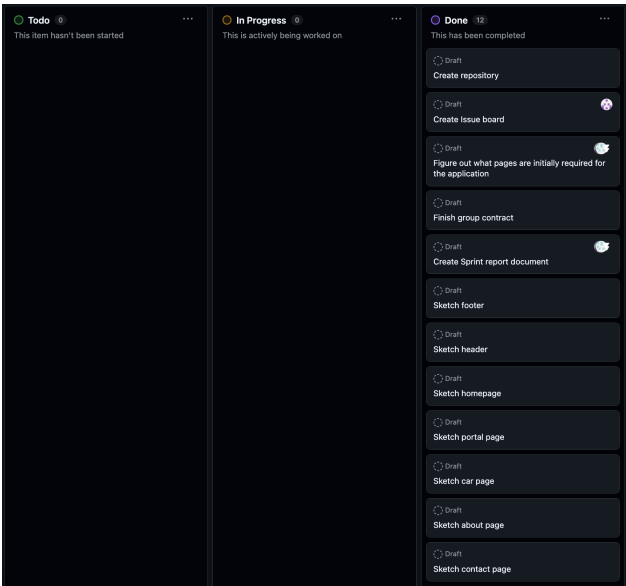 Todo 0
This item hasn't been started
In Progress 0
This is actively being worked on
Done 12
This has been completed
Draft
Create repository
Draft
Create Issue board
Draft
Figure out what pages are initially required for
the application
Draft
Finish group contract
Draft
Create Sprint report document
Draft
Sketch footer
Draft
Sketch header
Draft
Sketch homepage
Draft
Sketch portal page
Draft
Sketch car page
Draft
Sketch about page
Draft
Sketch contact page